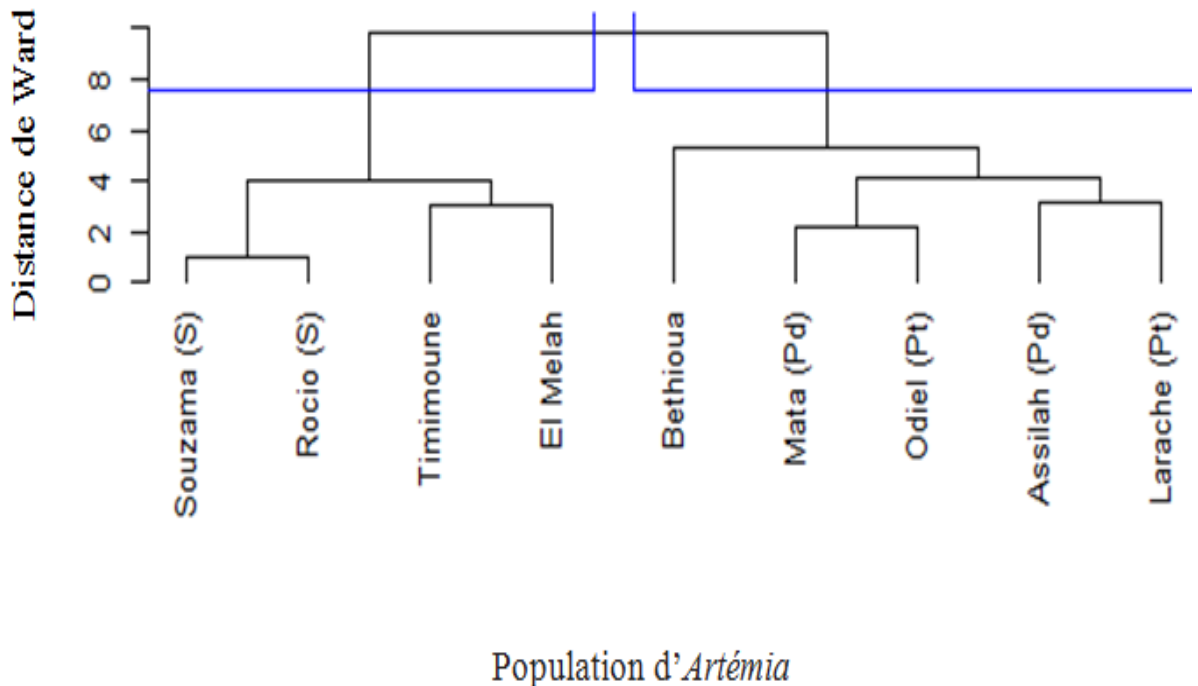 Distance de Ward
8
6
4
2
0
Souzama (S)
Rocio (S)
Timimoune
El Melah
Bethioua
Mata (Pd)
Odiel (Pt)
Assilah (Pd)
Larache (Pt)
Population d’Artémia